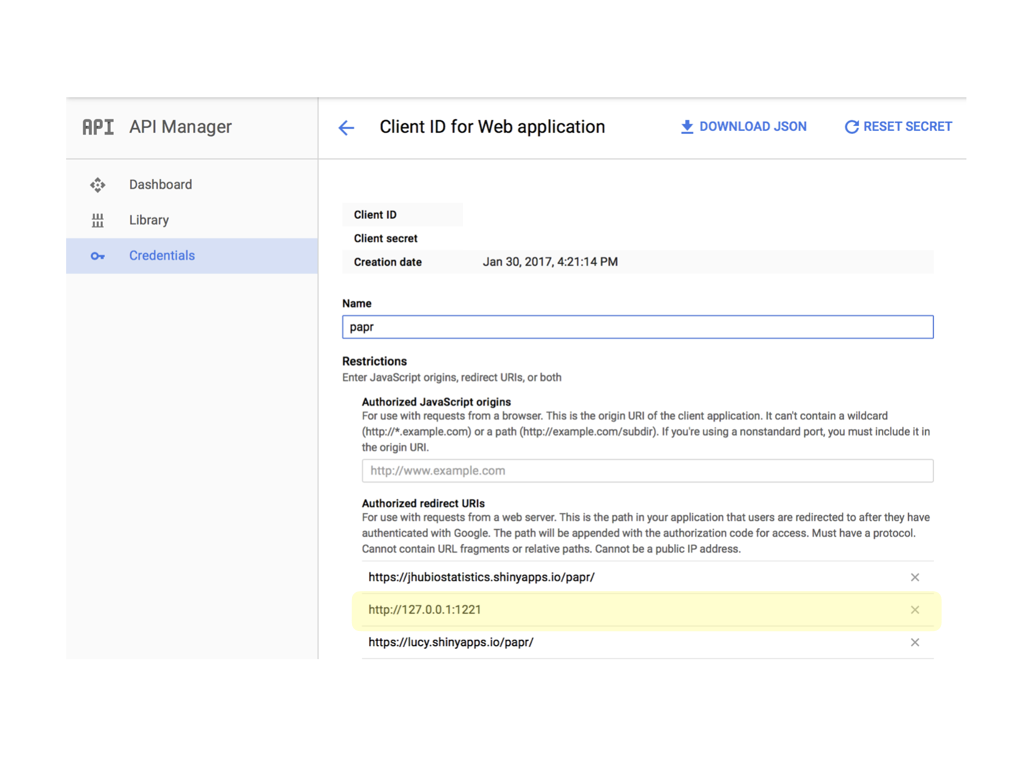 API API Manager
Client ID for Web application
DOWNLOAD JSON
RESET SECRET
Dashboard
Library
Credentials
Client ID
Client secret
Creation date Jan 30, 2017, 4:21:14 PM
Name
papr
Restrictions
Enter JavaScript origins, redirect URIs, or both
Authorized JavaScript origins
For use with requests from a browser. This is the origin URI of the client application. It can't contain a wildcard
(http://*.example.com) or a path (http://example.com/subdir). If you're using a nonstandard port, you must include it in
the origin URI.
http://www.example.com
Authorized redirect URIs
For use with requests from a web server. This is the path in your application that users are redirected to after they have
authenticated with Google. The path will be appended with the authorization code for access. Must have a protocol.
Cannot contain URL fragments or relative paths. Cannot be a public IP address.
https://jhubiostatistics.shinyapps.io/papr/
http://127.0.0.1:1221
https://lucy.shinyapps.io/papr/